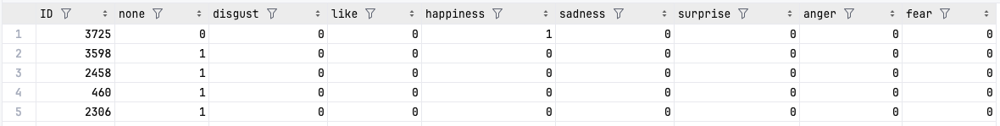 ID none disgust like happiness sadness surprise anger fear
1 3725 0 0 0 1 0 0 0 0
2 3598 1 0 0 0 0 0 0 0
3 2458 1 0 0 0 0 0 0 0
4 460 1 0 0 0 0 0 0 0
5 2306 1 0 0 0 0 0 0 0